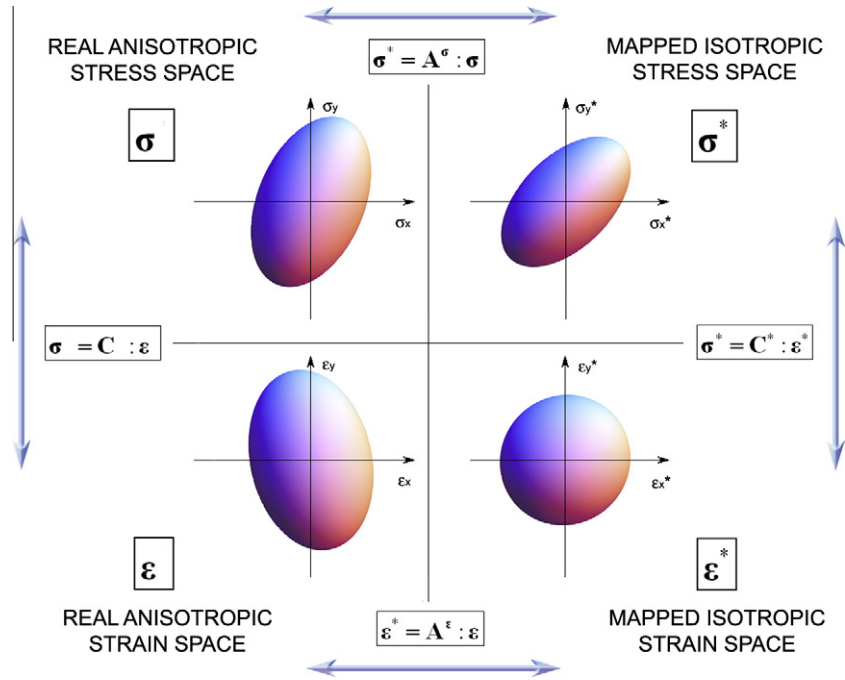 REAL ANISOTROPIC
STRESS SPACE
σ* = A^σ : σ
MAPPED ISOTROPIC
STRESS SPACE
σ
σy
σx
σy*
σx*
σ*
σ = C : ε
σ* = C* : ε*
εy
εx
εy*
εx*
ε
ε*
REAL ANISOTROPIC
STRAIN SPACE
ε* = A^ε : ε
MAPPED ISOTROPIC
STRAIN SPACE